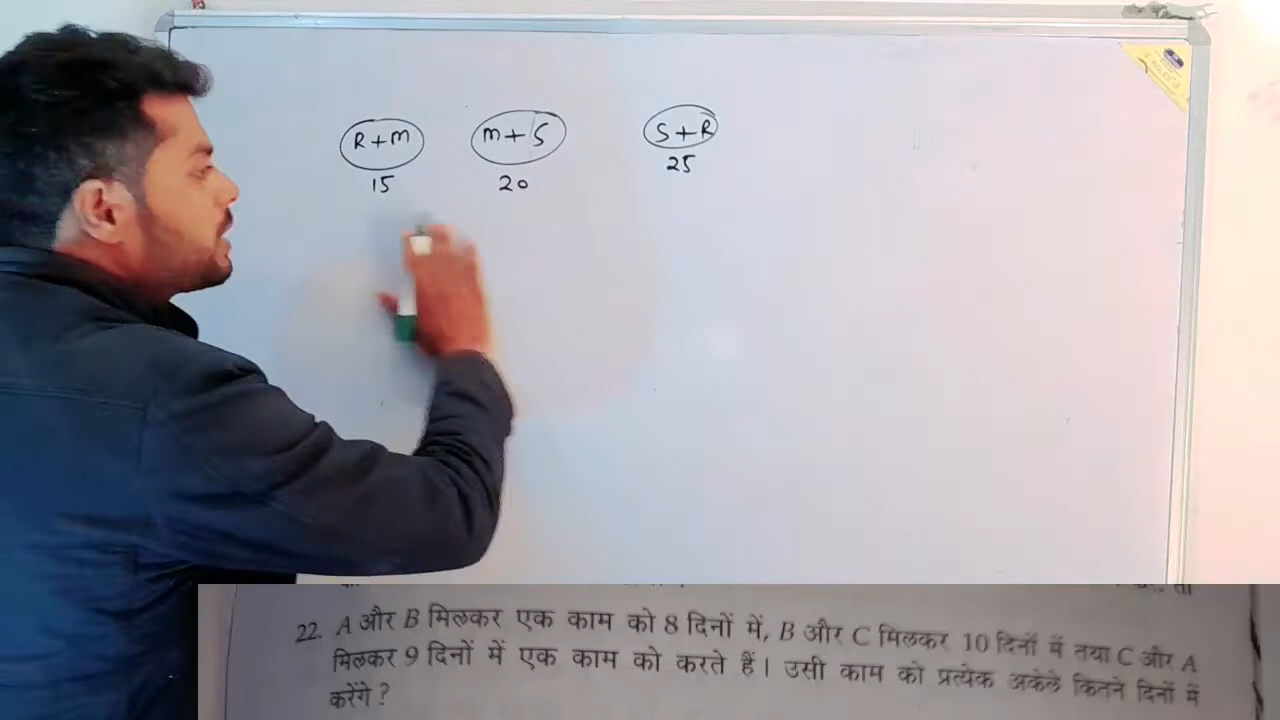 R+M M+S S+R
15 20 25
22. A और B मिलकर एक काम को 8 दिनों में, B और C मिलकर 10 दिनों में तथा C और A
मिलकर 9 दिनों में एक काम को करते हैं। उसी काम को प्रत्येक अकेले कितने दिनों में
करेंगे ?